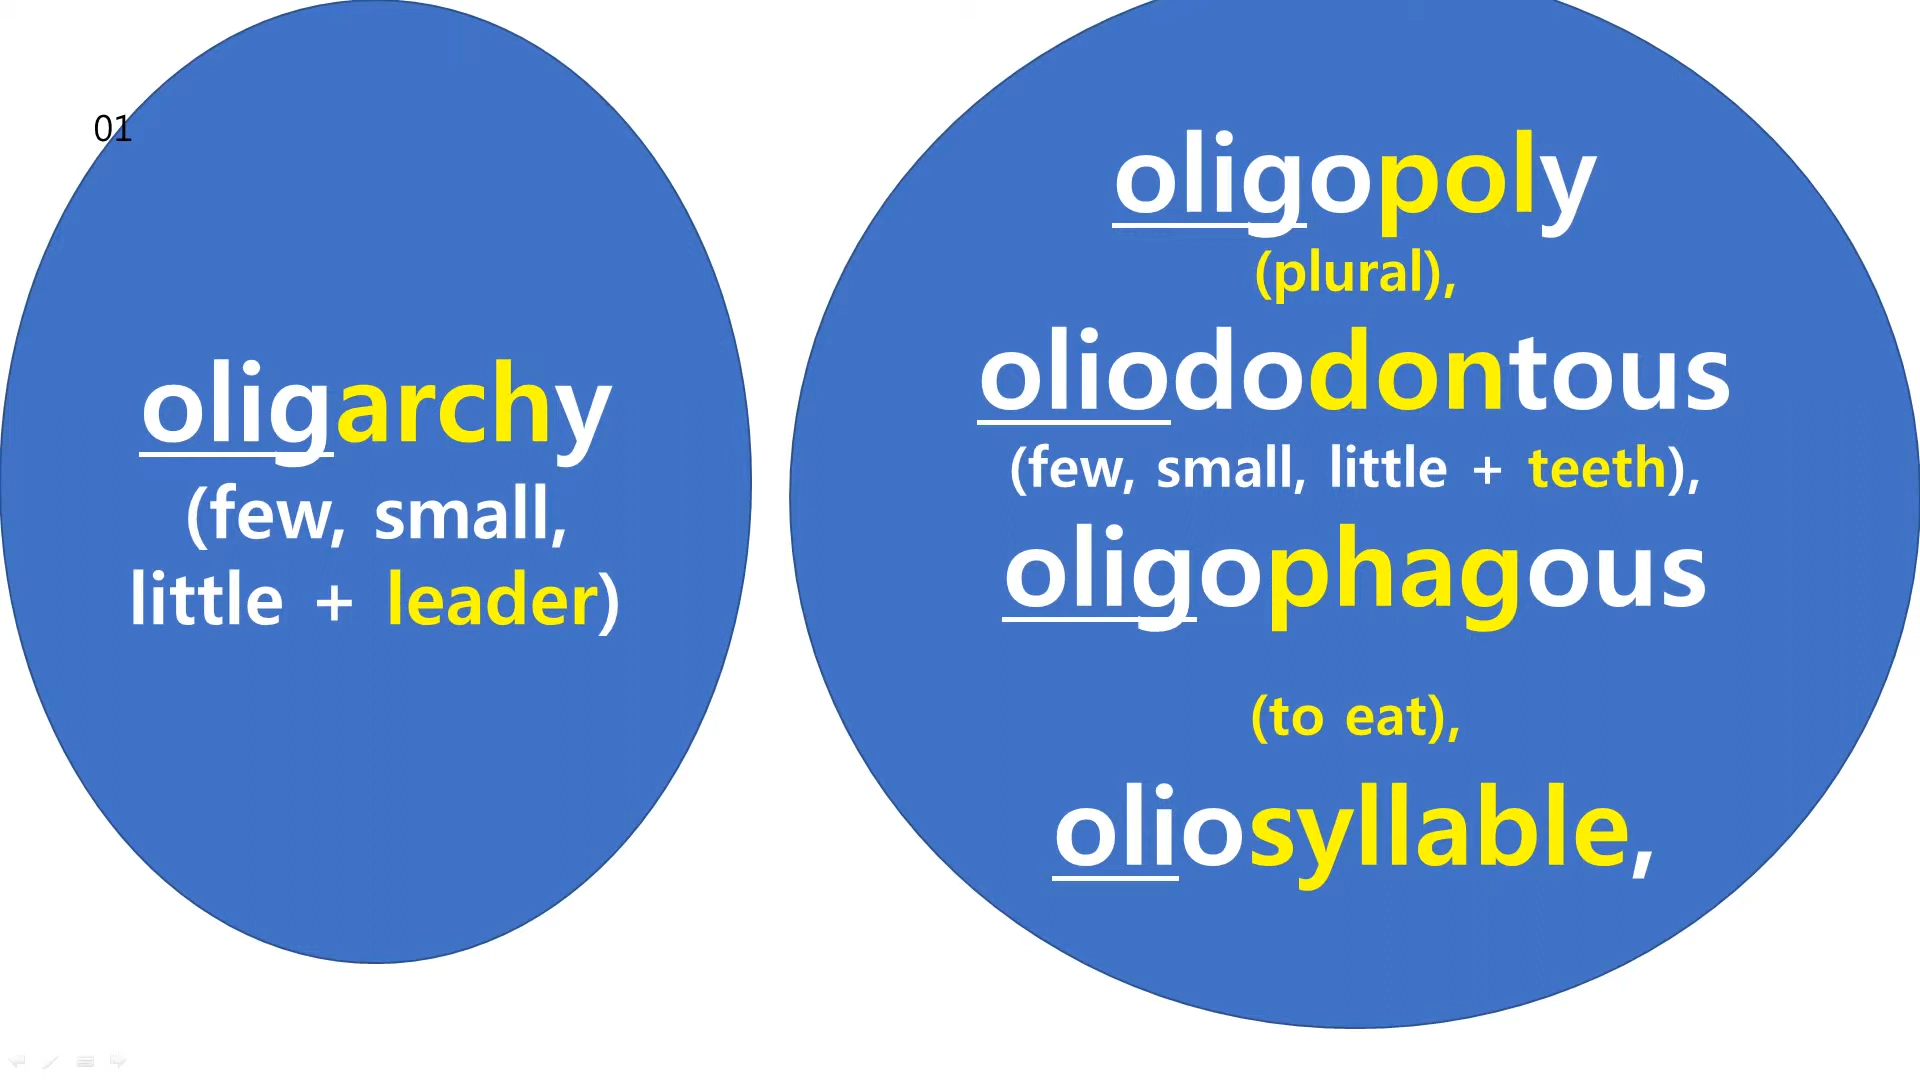 01
oligarchy
(few, small,
little + leader)
oligopoly
(plural),
oliododontous
(few, small, little + teeth),
oligophagous
(to eat),
oliosyllable,